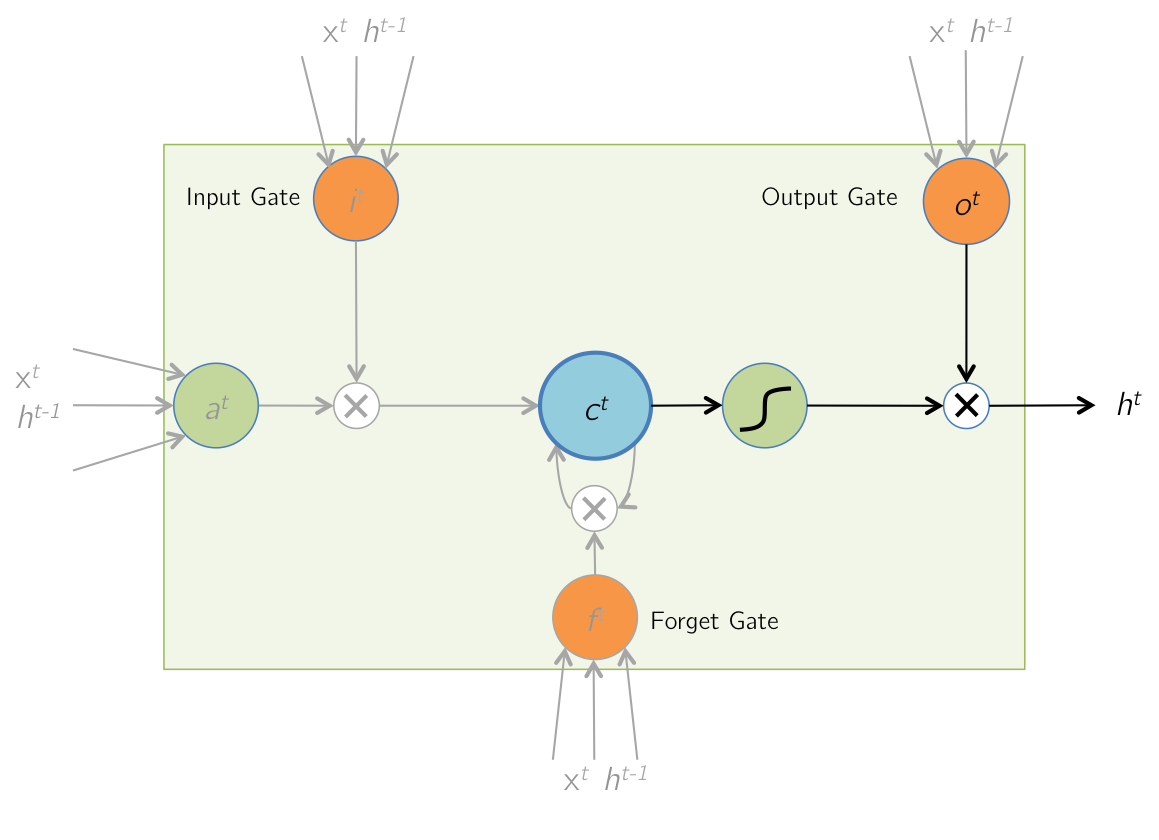 x^t h^{t-1}
x^t h^{t-1}
Input Gate
i^t
Output Gate
o^t
x^t
h^{t-1}
a^t
c^t
h^t
f^t
Forget Gate
x^t h^{t-1}